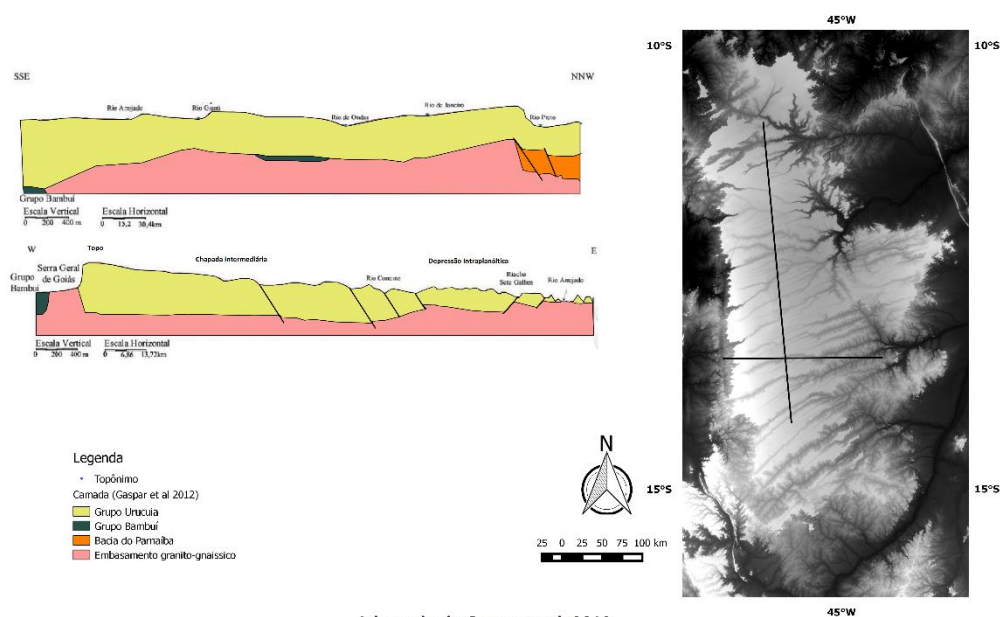 45°W
10°S
10°S
SSE
NNW
Rio Arrojado
Rio Guará
Rio de Ondas
Rio de Janeiro
Rio Preto
Grupo Bambuí
Escala Vertical
Escala Horizontal
0 200 400 m
0 15,2 30,4km
W
Topo
E
Chapada Intermediária
Depressão Intraplanáltica
Serra Geral
de Goiás
Grupo
Bambuí
Rio Corrente
Riacho
Sete Galhos
Rio Arrojado
Escala Vertical
Escala Horizontal
0 200 400 m
0 6,86 13,72km
Legenda
Topônimo
Camada (Gaspar et al 2012)
Grupo Urucuia
Grupo Bambuí
Bacia do Parnaíba
Embasamento granito-gnaissico
N
25 0 25 50 75 100 km
15°S
15°S
45°W